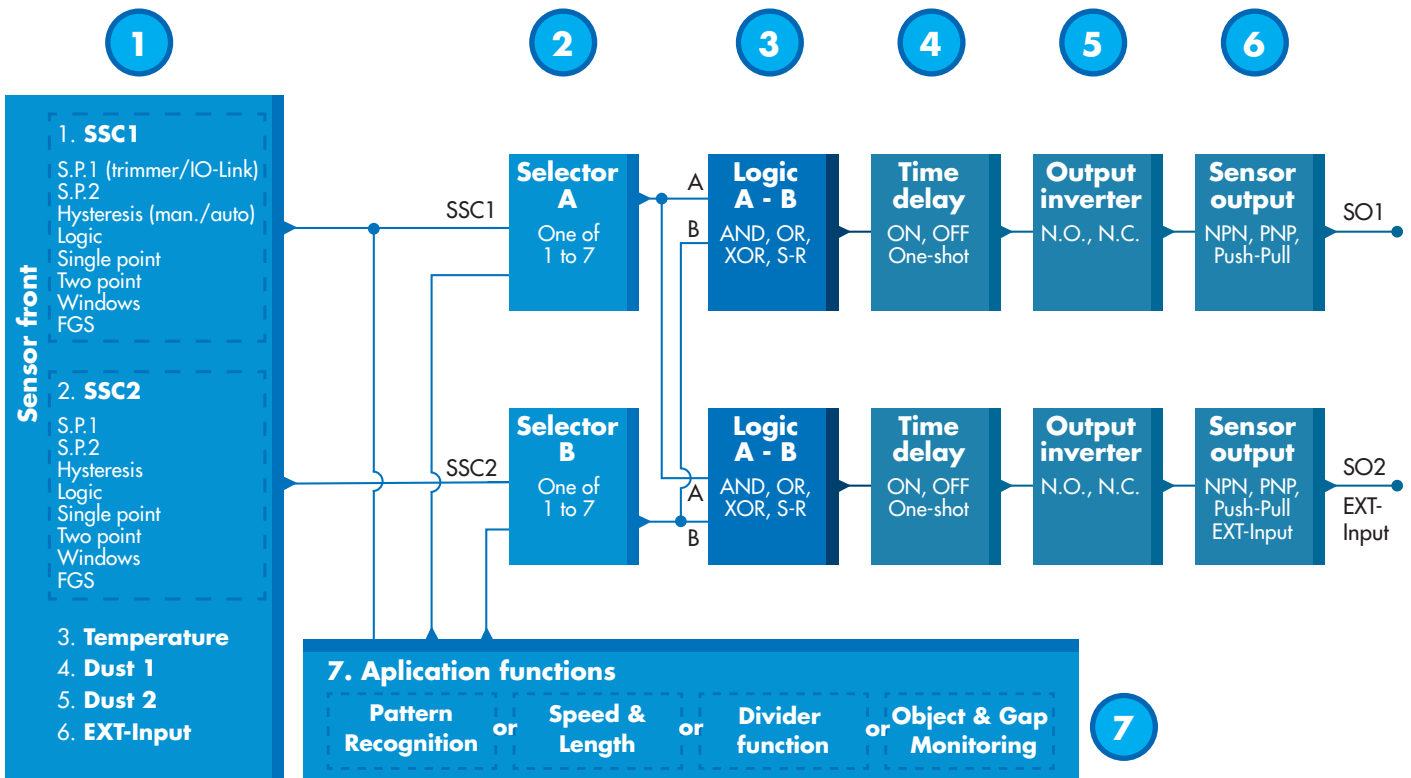 1
2
3
4
5
6
Sensor front
1. SSC1
S.P.1 (trimmer/IO-Link)
S.P.2
Hysteresis (man./auto)
Logic
Single point
Two point
Windows
FGS
2. SSC2
S.P.1
S.P.2
Hysteresis
Logic
Single point
Two point
Windows
FGS
3. Temperature
4. Dust 1
5. Dust 2
6. EXT-Input
SSC1
Selector
A
One of
1 to 7
A
B
Logic
A - B
AND, OR,
XOR, S-R
Time
delay
ON, OFF
One-shot
Output
inverter
N.O., N.C.
Sensor
output
NPN, PNP,
Push-Pull
SO1
SSC2
Selector
B
One of
1 to 7
A
B
Logic
A - B
AND, OR,
XOR, S-R
Time
delay
ON, OFF
One-shot
Output
inverter
N.O., N.C.
Sensor
output
NPN, PNP,
Push-Pull
EXT-Input
SO2
EXT-
Input
7. Aplication functions
Pattern
Recognition
or
Speed &
Length
or
Divider
function
or
Object & Gap
Monitoring
7